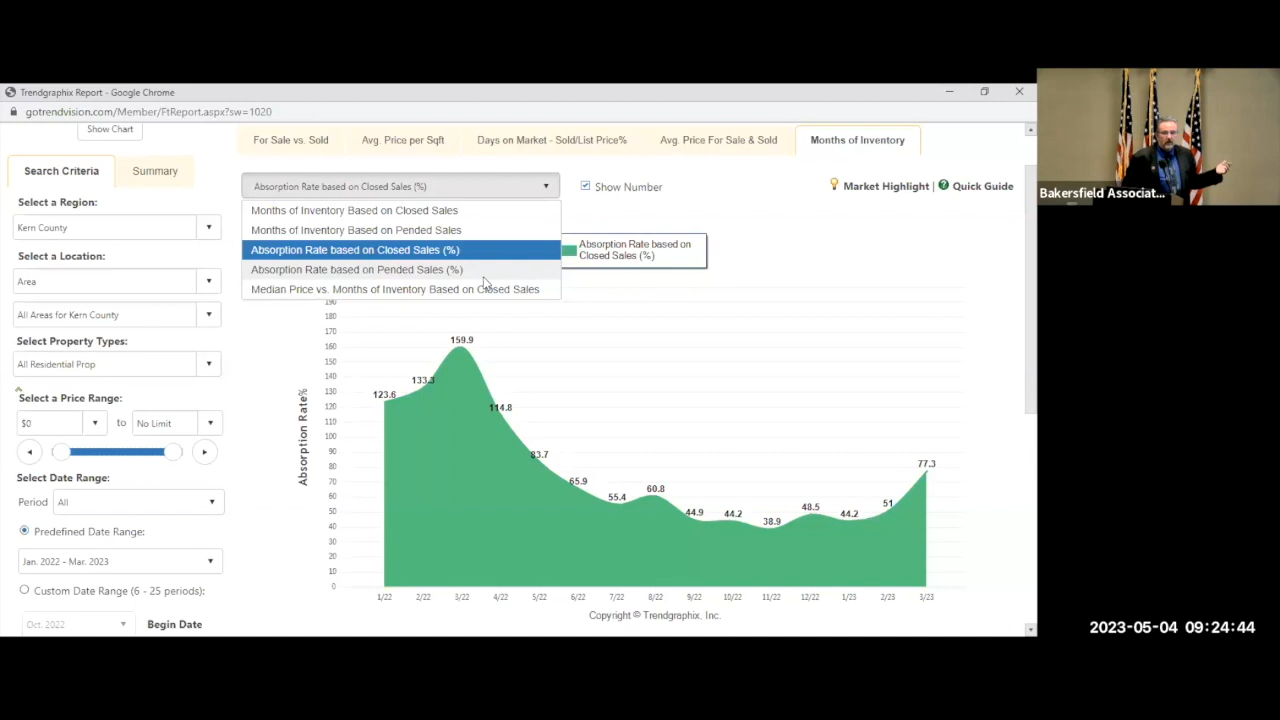 Trendgraphix Report - Google Chrome
gotrendvision.com/Member/FtReport.aspx?sw=1020
Show Chart
For Sale vs. Sold
Avg. Price per Sqft
Days on Market - Sold/List Price%
Avg. Price For Sale & Sold
Months of Inventory
Search Criteria
Summary
Absorption Rate based on Closed Sales (%)
Show Number
Market Highlight |
Quick Guide
Months of Inventory Based on Closed Sales
Months of Inventory Based on Pended Sales
Absorption Rate based on Closed Sales (%)
Absorption Rate based on Pended Sales (%)
Median Price vs. Months of Inventory Based on Closed Sales
Absorption Rate based on
Closed Sales (%)
Select a Region:
Kern County
Select a Location:
Area
All Areas for Kern County
Select Property Types:
All Residential Prop
Select a Price Range:
$0
to
No Limit
Select Date Range:
Period
All
Predefined Date Range:
Jan. 2022 - Mar. 2023
Custom Date Range (6 - 25 periods):
Oct. 2022
Begin Date
Absorption Rate%
190
180
170
160
150
140
130
120
110
100
90
80
70
60
50
40
30
20
10
0
123.6
133.3
159.9
114.8
83.7
65.9
55.4
60.8
44.9
44.2
38.9
48.5
44.2
51
77.3
1/22
2/22
3/22
4/22
5/22
6/22
7/22
8/22
9/22
10/22
11/22
12/22
1/23
2/23
3/23
Copyright © Trendgraphix, Inc.
Bakersfield Associat...
2023-05-04 09:24:44